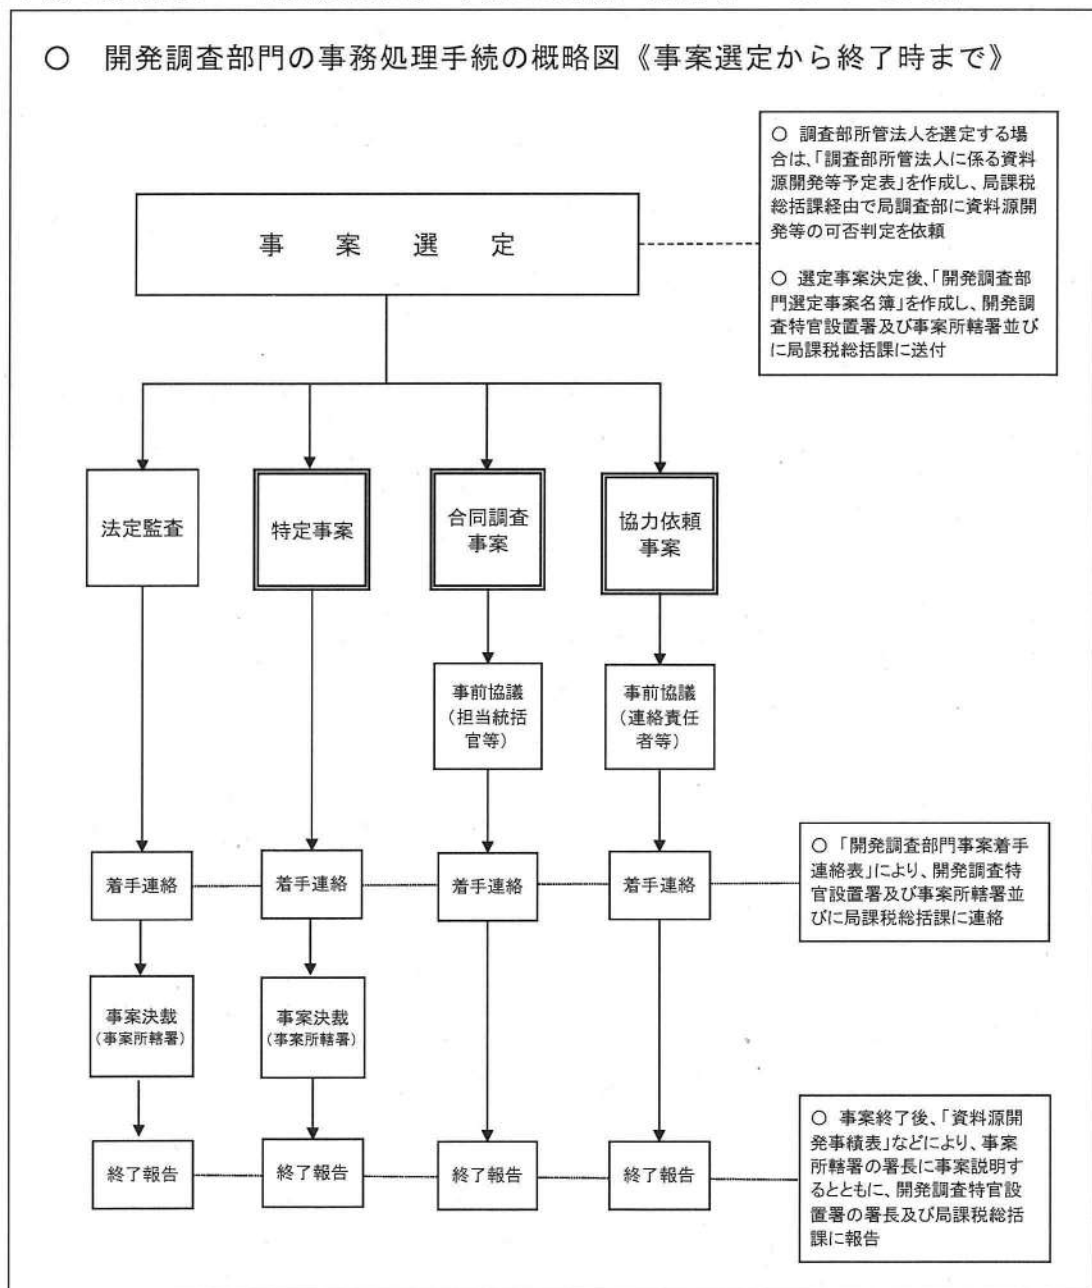 ○ 開発調査部門の事務処理手続の概略図《事案選定から終了時まで》
○ 調査部所管法人を選定する場
合は、「調査部所管法人に係る資料
源開発等予定表」を作成し、局課税
総括課経由で局調査部に資料源開
発等の可否判定を依頼
○ 選定事案決定後、「開発調査部
門選定事案名簿」を作成し、開発調
査特官設置署及び事案所轄署並び
に局課税総括課に送付
事 案 選 定
法定監査
特定事案
合同調査
事案
協力依頼
事案
事前協議
(担当統括
官等)
事前協議
(連絡責任
者等)
着手連絡
着手連絡
着手連絡
着手連絡
○ 「開発調査部門事案着手
連絡表」により、開発調査特
官設置署及び事案所轄署並
びに局課税総括課に連絡
事案決裁
(事案所轄署)
事案決裁
(事案所轄署)
終了報告
終了報告
終了報告
終了報告
○ 事案終了後、「資料源開
発事績表」などにより、事案
所轄署の署長に事案説明す
るとともに、開発調査特官設
置署の署長及び局課税総括
課に報告